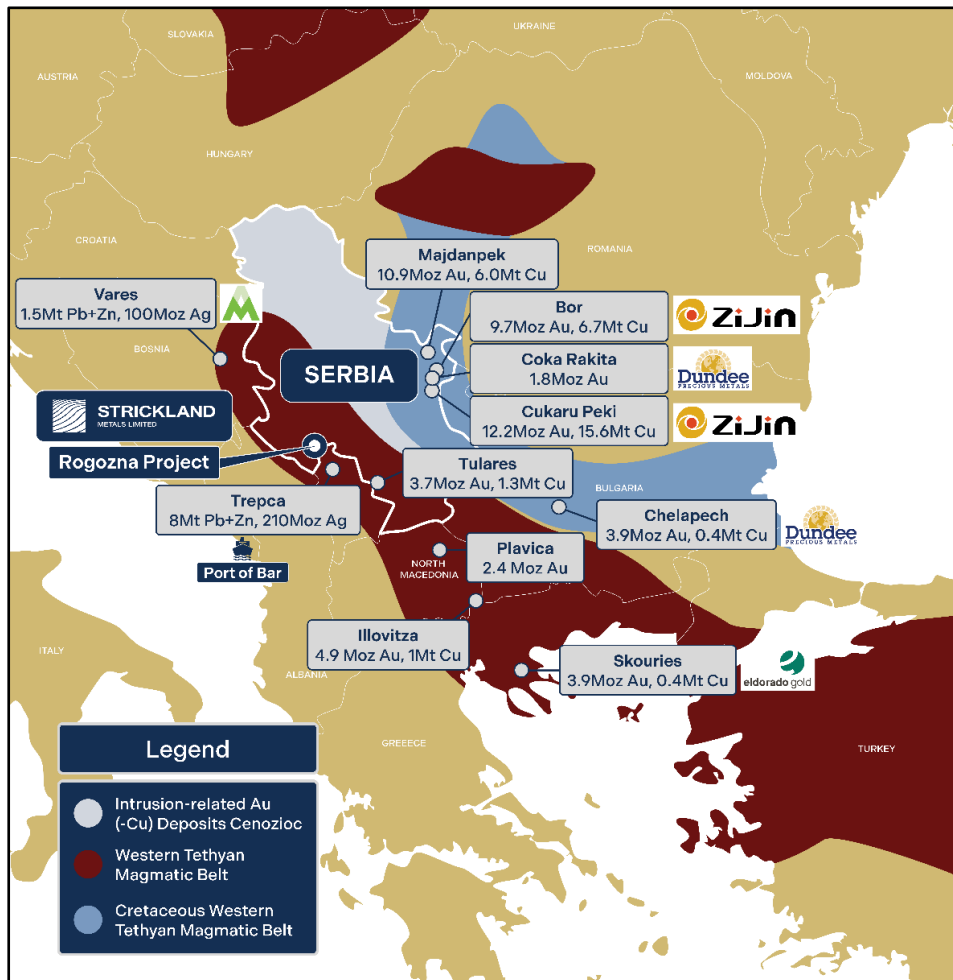 SLOVAKIA
UKRAINE
AUSTRIA
MOLDOVA
HUNGARY
CROATIA
ROMANIA
Majdanpek
10.9Moz Au, 6.0Mt Cu
Vares
1.5Mt Pb+Zn, 100Moz Ag
Bor
9.7Moz Au, 6.7Mt Cu
ZiJin
BOSNIA
SERBIA
Coka Rakita
1.8Moz Au
Dundee
PRECIOUS METALS
STRICKLAND
METALS LIMITED
Cukaru Peki
12.2Moz Au, 15.6Mt Cu
ZiJin
Rogozna Project
Tulares
3.7Moz Au, 1.3Mt Cu
BULGARIA
Trepca
8Mt Pb+Zn, 210Moz Ag
Chelapech
3.9Moz Au, 0.4Mt Cu
Dundee
PRECIOUS METALS
Port of Bar
Plavica
2.4 Moz Au
NORTH
MACEDONIA
Illovitza
4.9 Moz Au, 1Mt Cu
ITALY
ALBANIA
Skouries
3.9Moz Au, 0.4Mt Cu
eldorado gold
GREEECE
TURKEY
Legend
Intrusion-related Au
(-Cu) Deposits Cenozioc
Western Tethyan
Magmatic Belt
Cretaceous Western
Tethyan Magmatic Belt